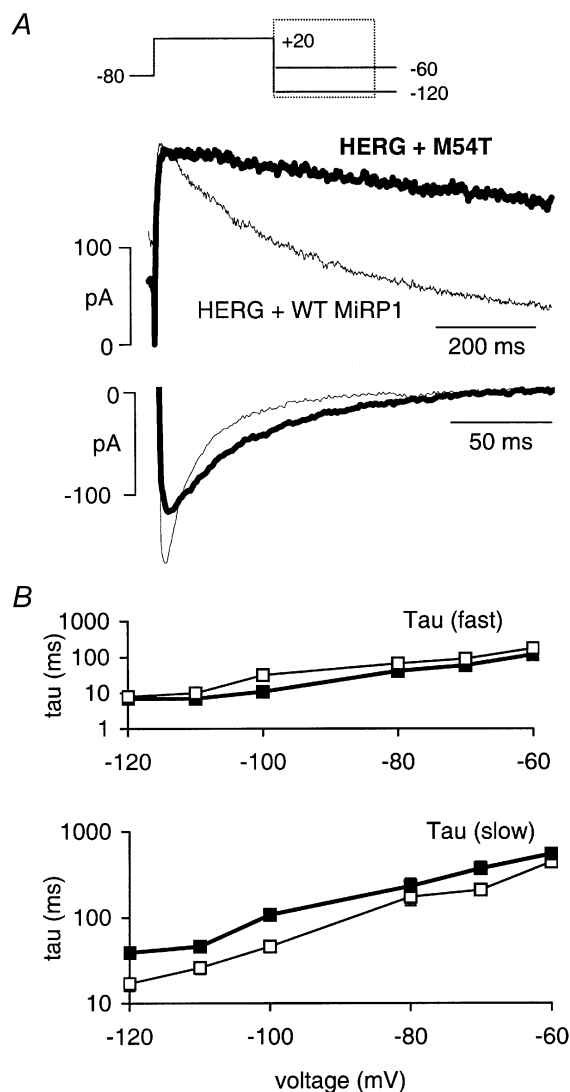 A
+20
-80
-60
-120
HERG + M54T
100
pA
HERG + WT MiRP1
0
200 ms
0
pA
50 ms
-100
B
1000
Tau (fast)
100
tau (ms)
10
1
-120
-100
-80
-60
1000
Tau (slow)
tau (ms)
100
10
-120
-100
-80
-60
voltage (mV)